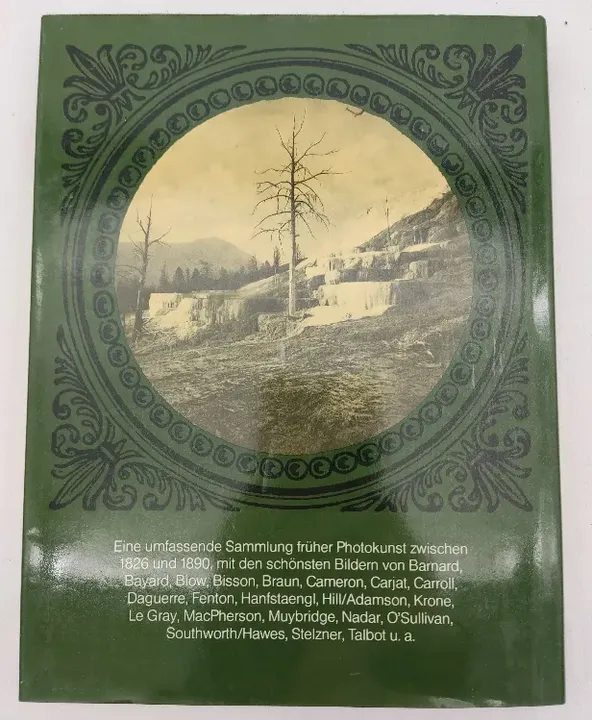 Eine umfassende Sammlung früher Photokunst zwischen
1826 und 1890, mit den schönsten Bildern von Barnard,
Bayard, Blow, Bisson, Braun, Cameron, Carjat, Carroll,
Daguerre, Fenton, Hanfstaengl, Hill/Adamson, Krone,
Le Gray, MacPherson, Muybridge, Nadar, O'Sullivan,
Southworth/Hawes, Stelzner, Talbot u. a.